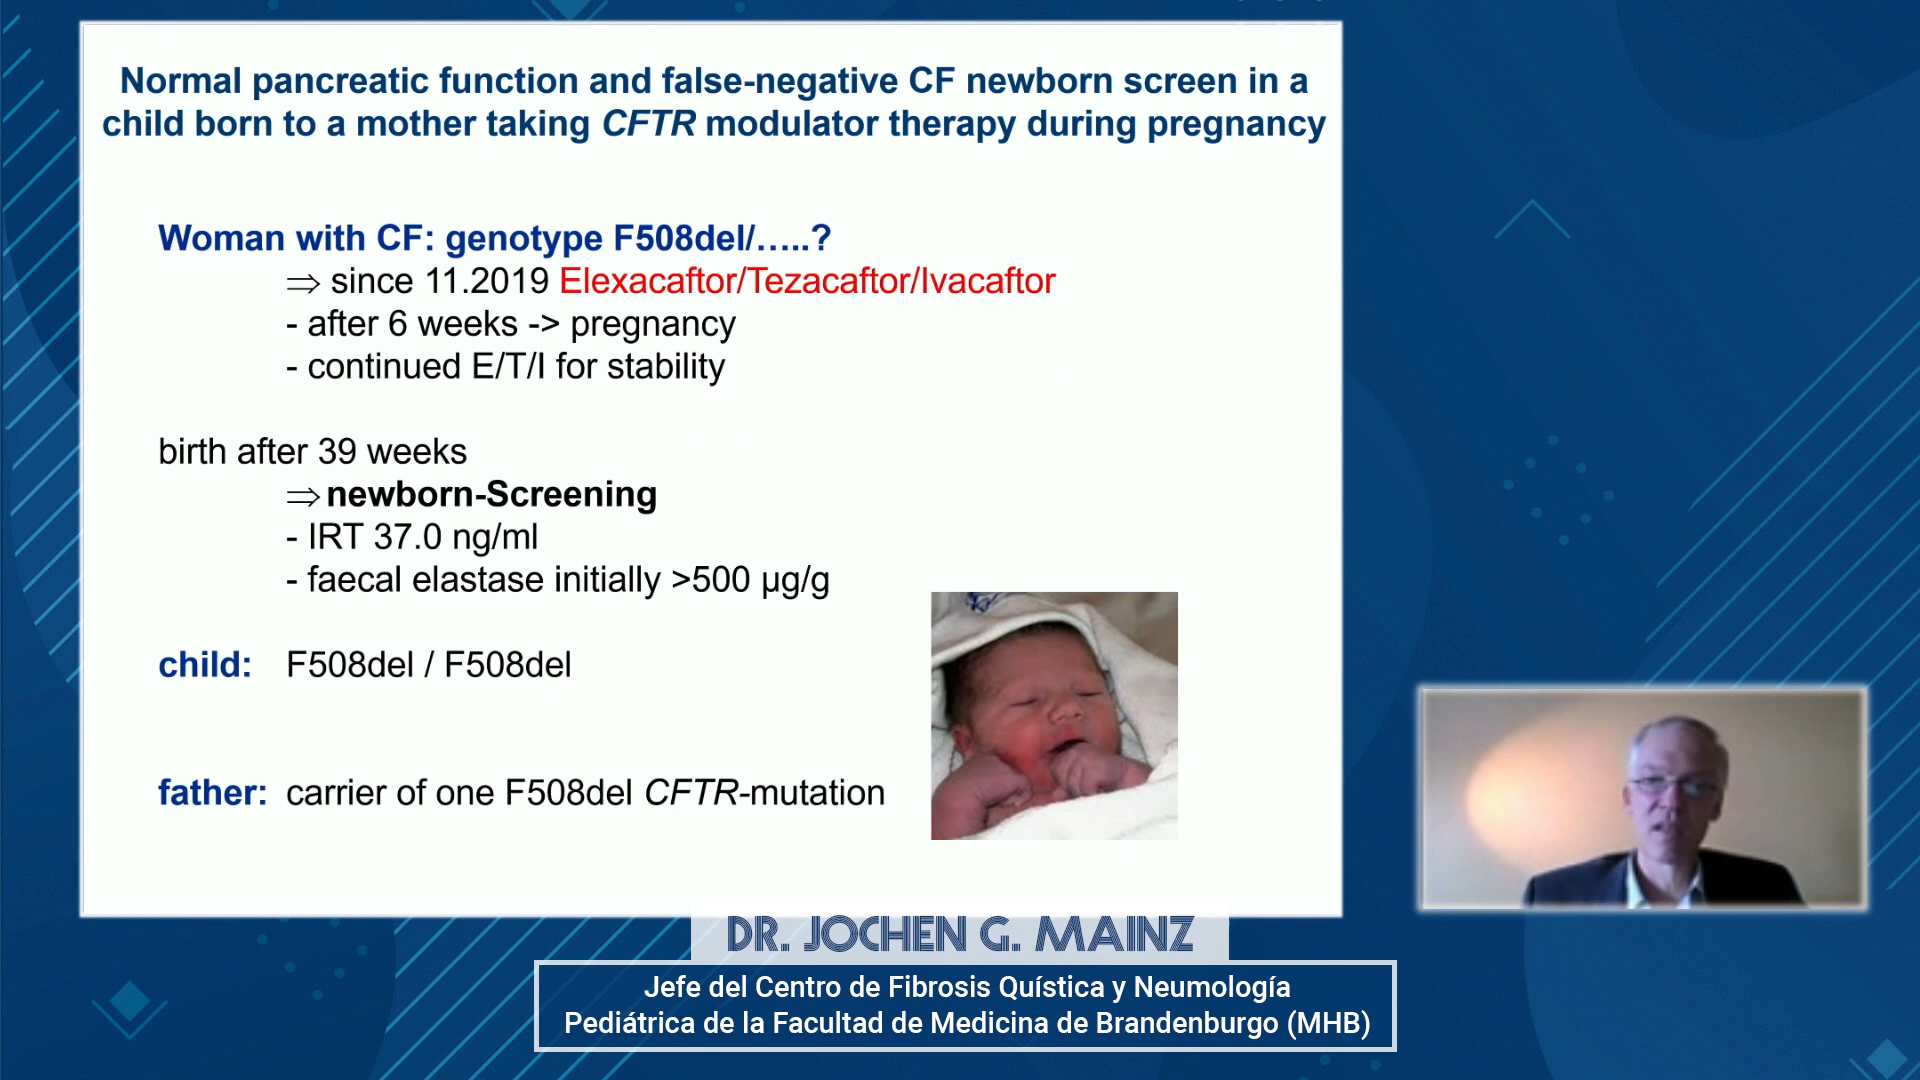 Normal pancreatic function and false-negative CF newborn screen in a
child born to a mother taking CFTR modulator therapy during pregnancy
Woman with CF: genotype F508del/…..?
⇒ since 11.2019 Elexacaftor/Tezacaftor/Ivacaftor
- after 6 weeks -> pregnancy
- continued E/T/I for stability
birth after 39 weeks
⇒ newborn-Screening
- IRT 37.0 ng/ml
- faecal elastase initially >500 µg/g
child: F508del / F508del
father: carrier of one F508del CFTR-mutation
DR. JOCHEN G. MAINZ
Jefe del Centro de Fibrosis Quística y Neumología
Pediátrica de la Facultad de Medicina de Brandenburgo (MHB)